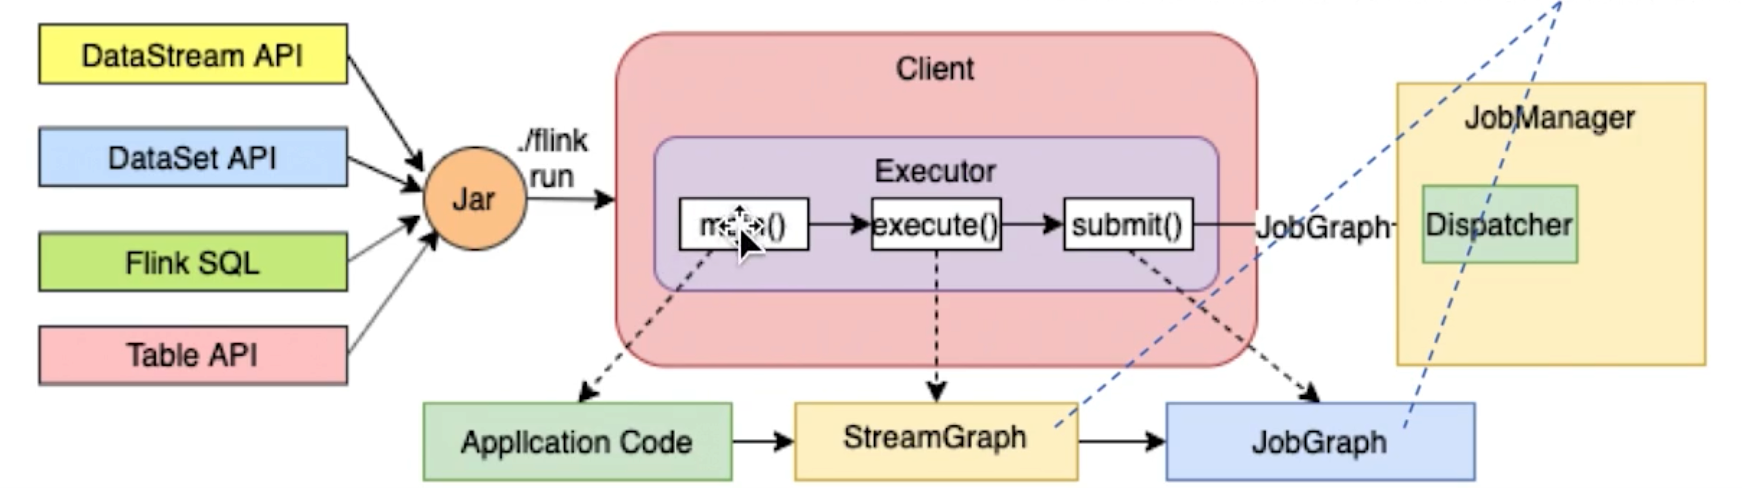 DataStream API
DataSet API
Flink SQL
Table API
Jar
./flink
run
Client
Executor
execute()
submit()
JobGraph
JobManager
Dispatcher
Application Code
StreamGraph
JobGraph